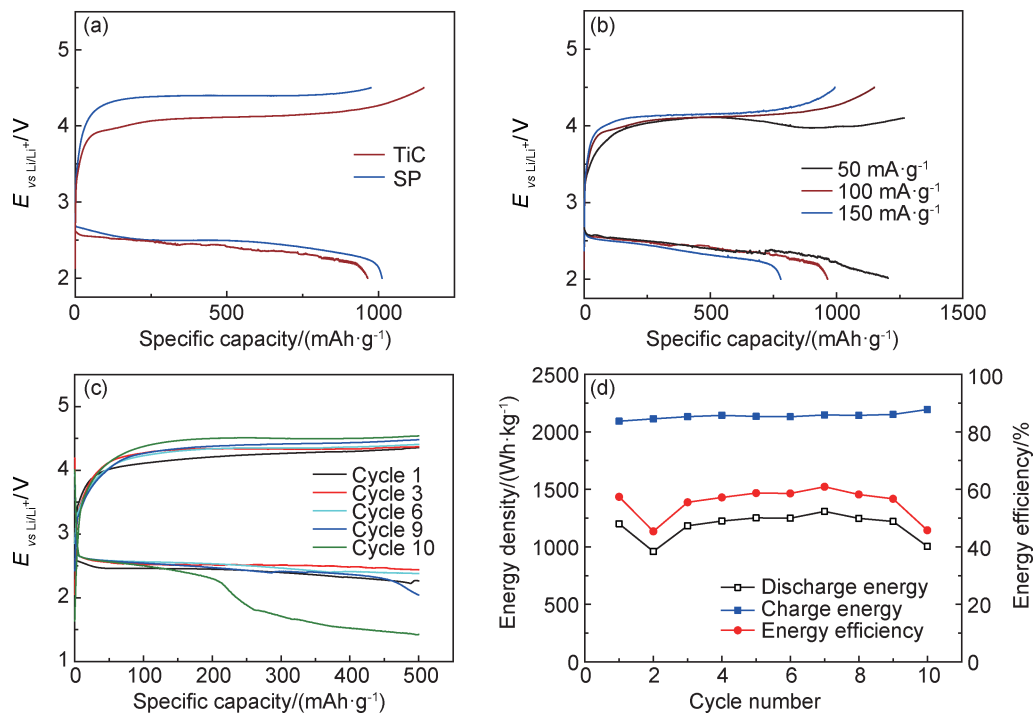 (a)
5
4
3
2
E vs Li/Li+/V
TiC
SP
0
500
1000
Specific capacity/(mAh·g-1)
(b)
5
4
3
2
E vs Li/Li+/V
50 mA·g-1
100 mA·g-1
150 mA·g-1
0
500
1000
1500
Specific capacity/(mAh·g-1)
(c)
5
4
3
2
1
E vs Li/Li+/V
Cycle 1
Cycle 3
Cycle 6
Cycle 9
Cycle 10
0
100
200
300
400
500
Specific capacity/(mAh·g-1)
(d)
2500
2000
1500
1000
500
0
Energy density/(Wh·kg-1)
100
80
60
40
20
0
Energy efficiency/%
Discharge energy
Charge energy
Energy efficiency
0
2
4
6
8
10
Cycle number